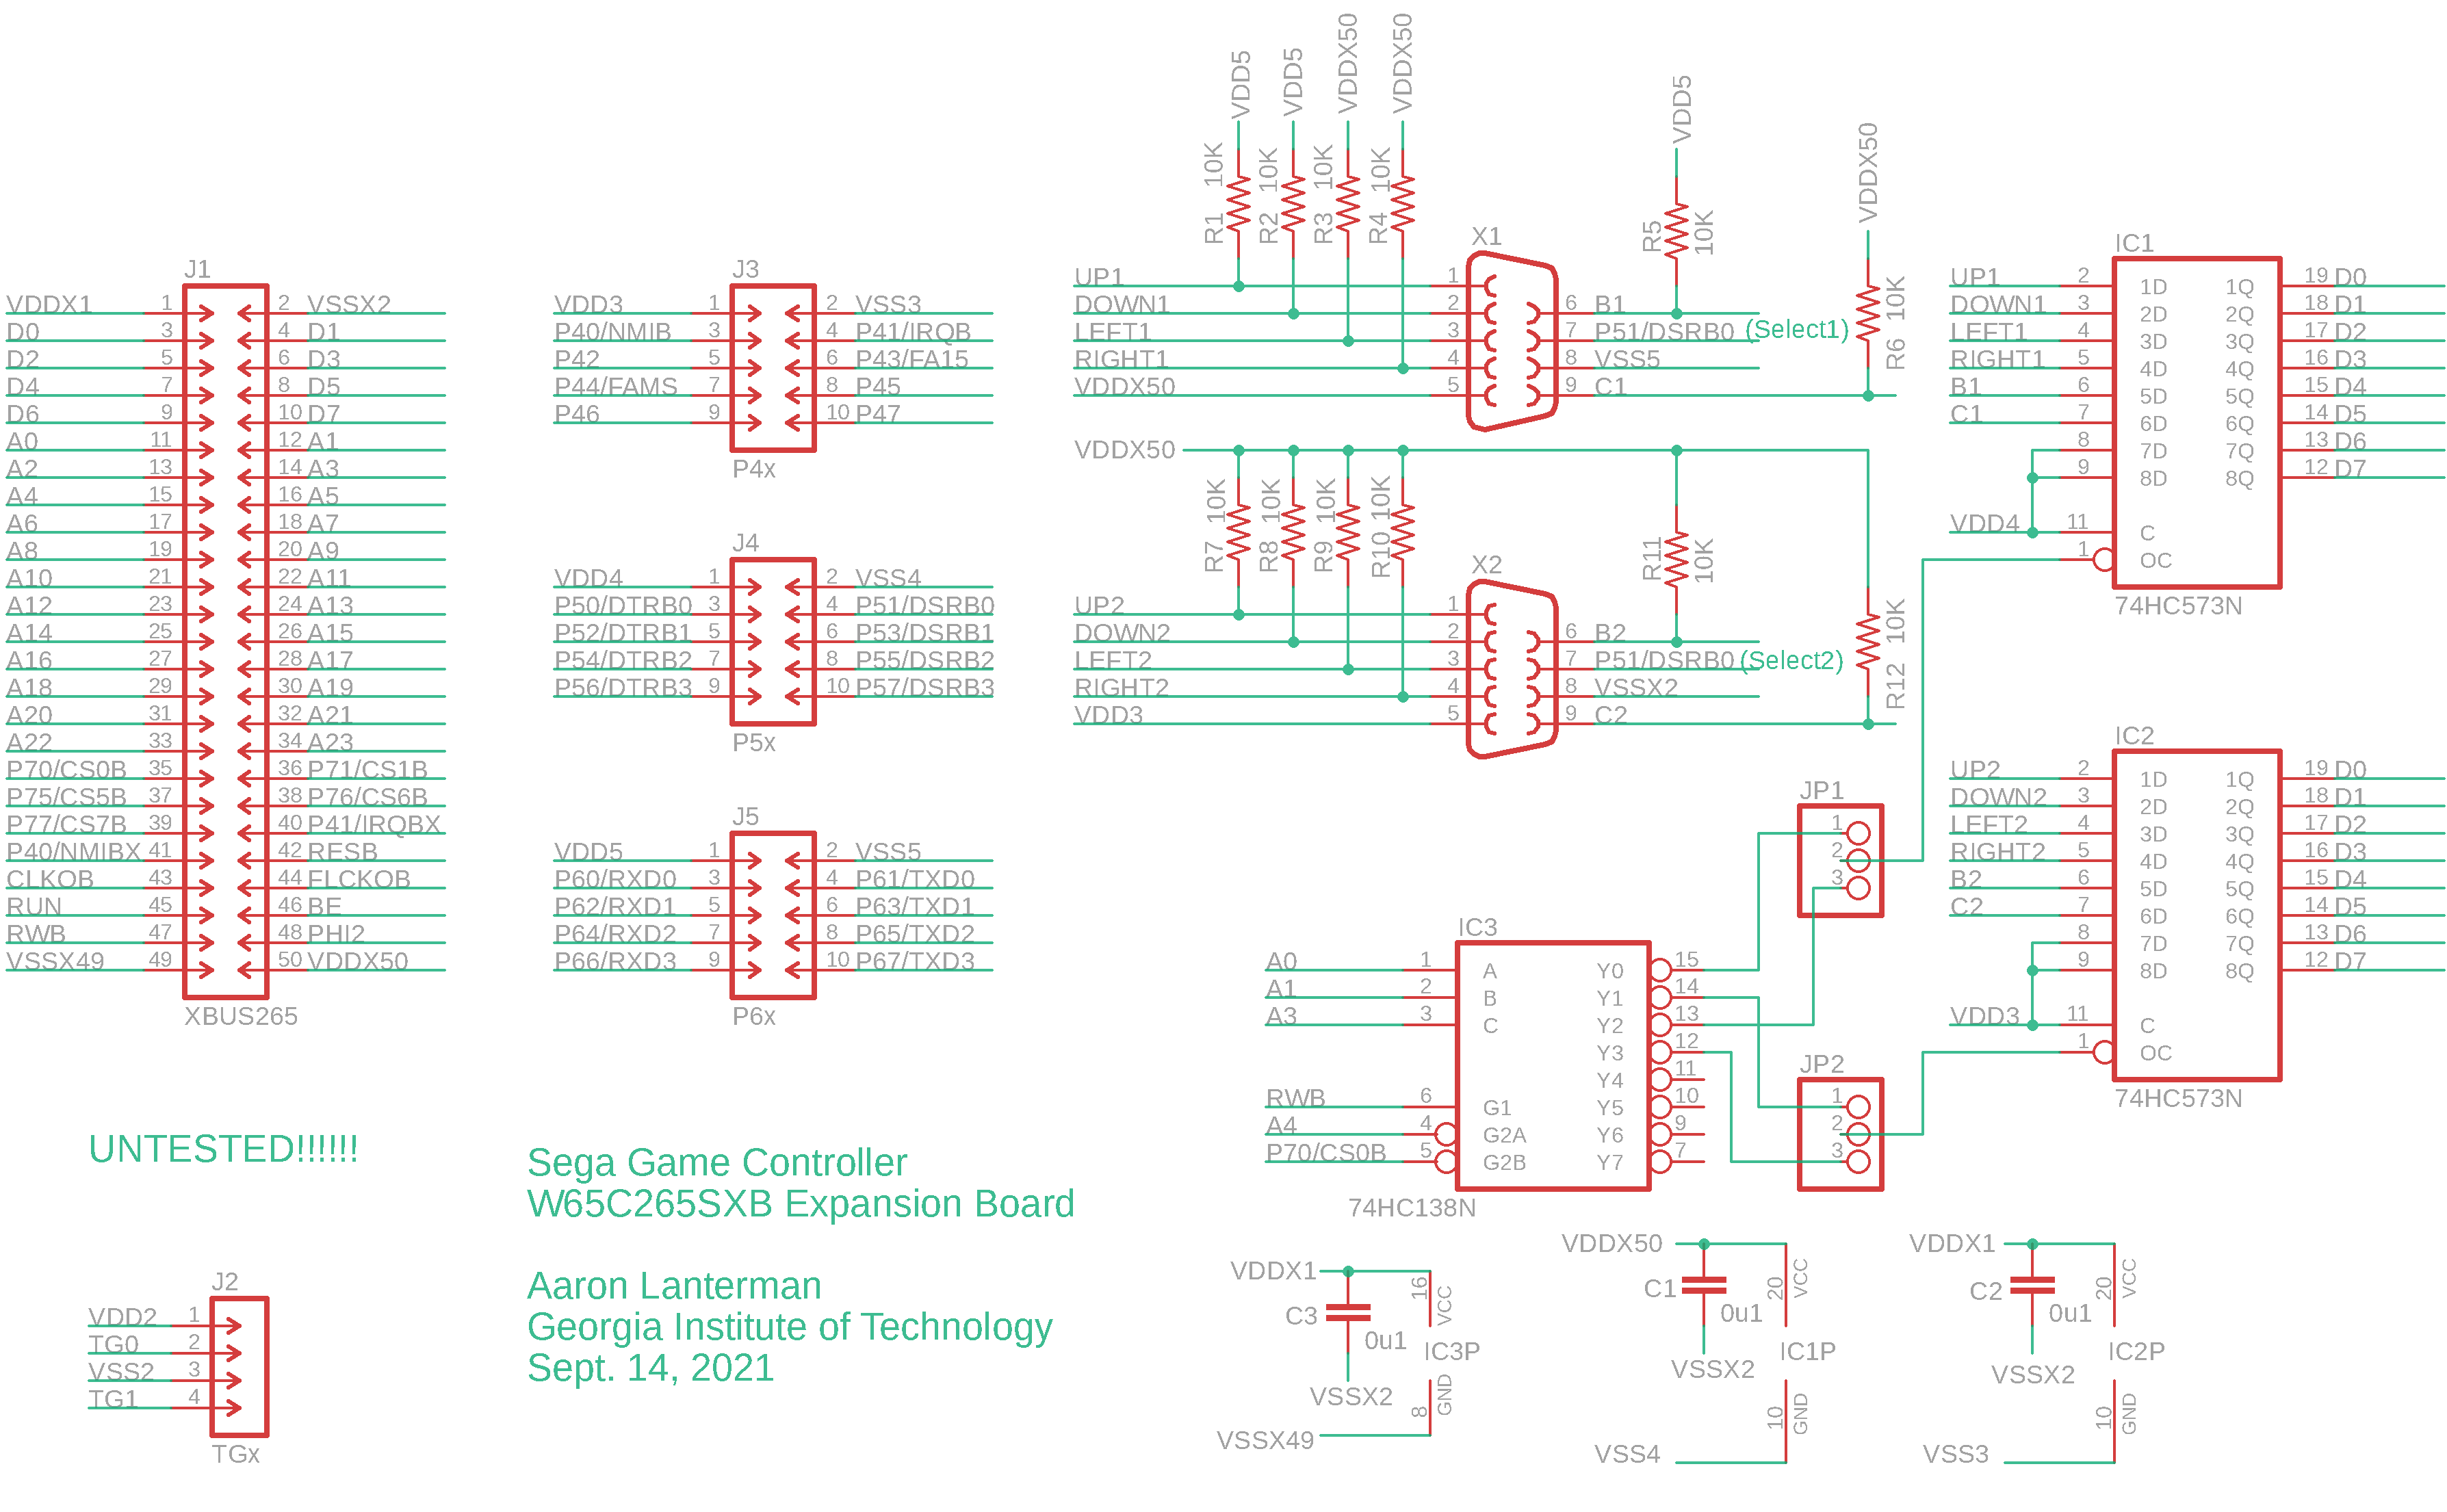 J1
VDDX1 1 2 VSSX2
D0 3 4 D1
D2 5 6 D3
D4 7 8 D5
D6 9 10 D7
A0 11 12 A1
A2 13 14 A3
A4 15 16 A5
A6 17 18 A7
A8 19 20 A9
A10 21 22 A11
A12 23 24 A13
A14 25 26 A15
A16 27 28 A17
A18 29 30 A19
A20 31 32 A21
A22 33 34 A23
P70/CS0B 35 36 P71/CS1B
P75/CS5B 37 38 P76/CS6B
P77/CS7B 39 40 P41/IRQBX
P40/NMIBX 41 42 RESB
CLKOB 43 44 FLCKOB
RUN 45 46 BE
RWB 47 48 PHI2
VSSX49 49 50 VDDX50
XBUS265
J3
VDD3 1 2 VSS3
P40/NMIB 3 4 P41/IRQB
P42 5 6 P43/FA15
P44/FAMS 7 8 P45
P46 9 10 P47
P4x
J4
VDD4 1 2 VSS4
P50/DTRB0 3 4 P51/DSRB0
P52/DTRB1 5 6 P53/DSRB1
P54/DTRB2 7 8 P55/DSRB2
P56/DTRB3 9 10 P57/DSRB3
P5x
J5
VDD5 1 2 VSS5
P60/RXD0 3 4 P61/TXD0
P62/RXD1 5 6 P63/TXD1
P64/RXD2 7 8 P65/TXD2
P66/RXD3 9 10 P67/TXD3
P6x
VDD5 VDD5 VDDX50 VDDX50 VDD5 VDDX50
R1 10K R2 10K R3 10K R4 10K R5 10K R6 10K
X1
UP1 1
DOWN1 2 6 B1
LEFT1 3 7 P51/DSRB0 (Select1)
RIGHT1 4 8 VSS5
VDDX50 5 9 C1
VDDX50
R7 10K R8 10K R9 10K R10 10K R11 10K R12 10K
X2
UP2 1
DOWN2 2 6 B2
LEFT2 3 7 P51/DSRB0 (Select2)
RIGHT2 4 8 VSSX2
VDD3 5 9 C2
IC1
UP1 2 1D 1Q 19 D0
DOWN1 3 2D 2Q 18 D1
LEFT1 4 3D 3Q 17 D2
RIGHT1 5 4D 4Q 16 D3
B1 6 5D 5Q 15 D4
C1 7 6D 6Q 14 D5
8 7D 7Q 13 D6
9 8D 8Q 12 D7
VDD4 11 C
1 OC
74HC573N
IC2
UP2 2 1D 1Q 19 D0
DOWN2 3 2D 2Q 18 D1
LEFT2 4 3D 3Q 17 D2
RIGHT2 5 4D 4Q 16 D3
B2 6 5D 5Q 15 D4
C2 7 6D 6Q 14 D5
8 7D 7Q 13 D6
9 8D 8Q 12 D7
VDD3 11 C
1 OC
74HC573N
JP1
1
2
3
JP2
1
2
3
IC3
A0 1 A Y0 15
A1 2 B Y1 14
A3 3 C Y2 13
Y3 12
Y4 11
RWB 6 G1 Y5 10
A4 4 G2A Y6 9
P70/CS0B 5 G2B Y7 7
74HC138N
UNTESTED!!!!!!
Sega Game Controller
W65C265SXB Expansion Board
Aaron Lanterman
Georgia Institute of Technology
Sept. 14, 2021
J2
VDD2 1
TG0 2
VSS2 3
TG1 4
TGx
VDDX1 16 VCC
C3 0u1 IC3P
VSSX2
VSSX49 8 GND
VDDX50 20 VCC
C1 0u1 IC1P
VSSX2
VSS4 10 GND
VDDX1 20 VCC
C2 0u1 IC2P
VSSX2
VSS3 10 GND